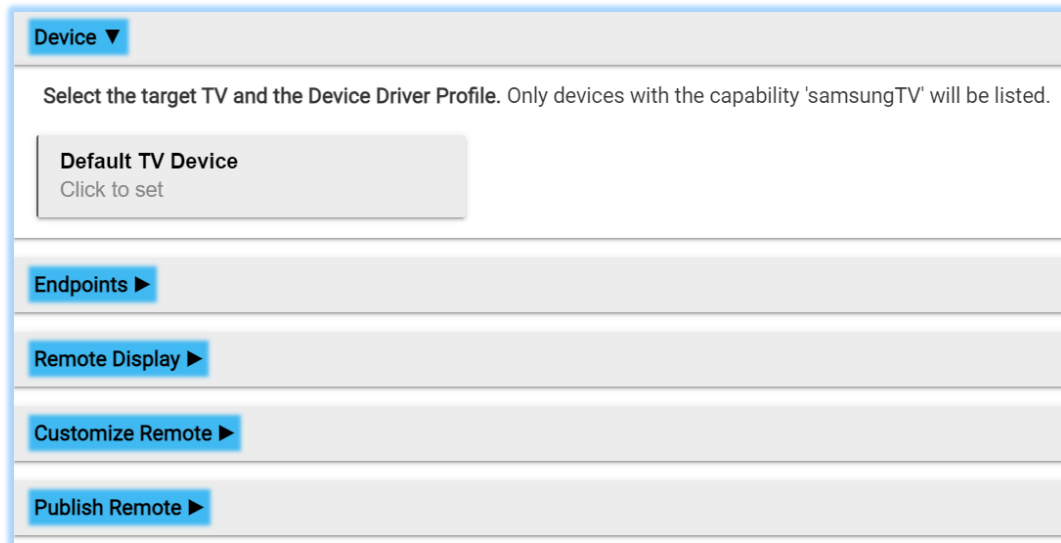 Device ▼
Select the target TV and the Device Driver Profile. Only devices with the capability 'samsungTV' will be listed.
Default TV Device
Click to set
Endpoints ▶
Remote Display ▶
Customize Remote ▶
Publish Remote ▶